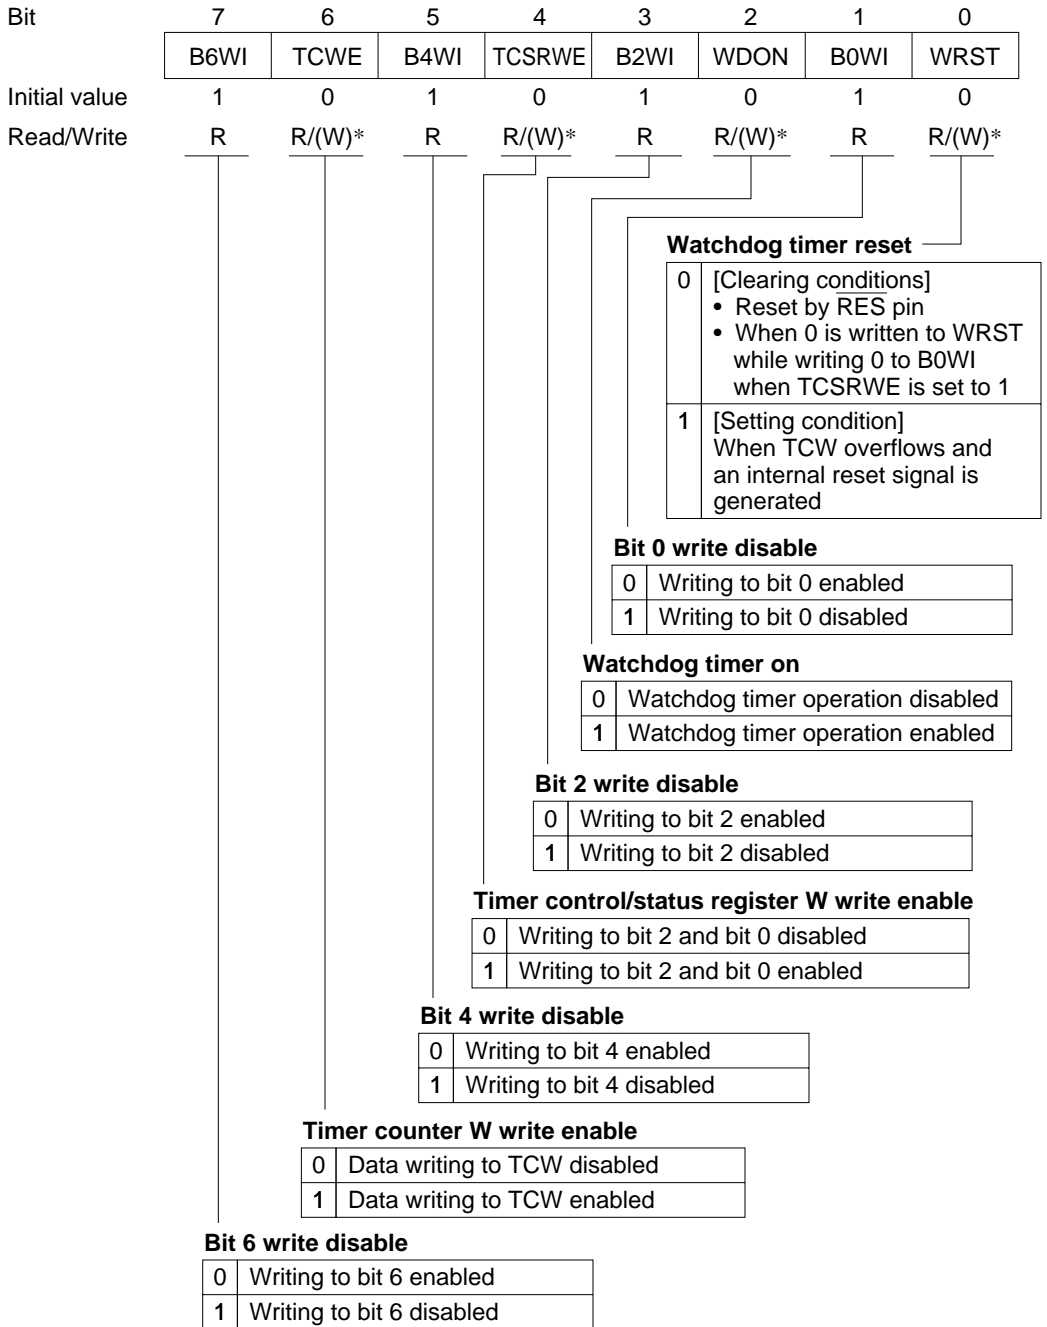 Bit 7 6 5 4 3 2 1 0
B6WI TCWE B4WI TCSRWE B2WI WDON B0WI WRST
Initial value 1 0 1 0 1 0 1 0
Read/Write R R/(W)* R R/(W)* R R/(W)* R R/(W)*
Watchdog timer reset
0 [Clearing conditions]
• Reset by RES pin
• When 0 is written to WRST
while writing 0 to B0WI
when TCSRWE is set to 1
1 [Setting condition]
When TCW overflows and
an internal reset signal is
generated
Bit 0 write disable
0 Writing to bit 0 enabled
1 Writing to bit 0 disabled
Watchdog timer on
0 Watchdog timer operation disabled
1 Watchdog timer operation enabled
Bit 2 write disable
0 Writing to bit 2 enabled
1 Writing to bit 2 disabled
Timer control/status register W write enable
0 Writing to bit 2 and bit 0 disabled
1 Writing to bit 2 and bit 0 enabled
Bit 4 write disable
0 Writing to bit 4 enabled
1 Writing to bit 4 disabled
Timer counter W write enable
0 Data writing to TCW disabled
1 Data writing to TCW enabled
Bit 6 write disable
0 Writing to bit 6 enabled
1 Writing to bit 6 disabled